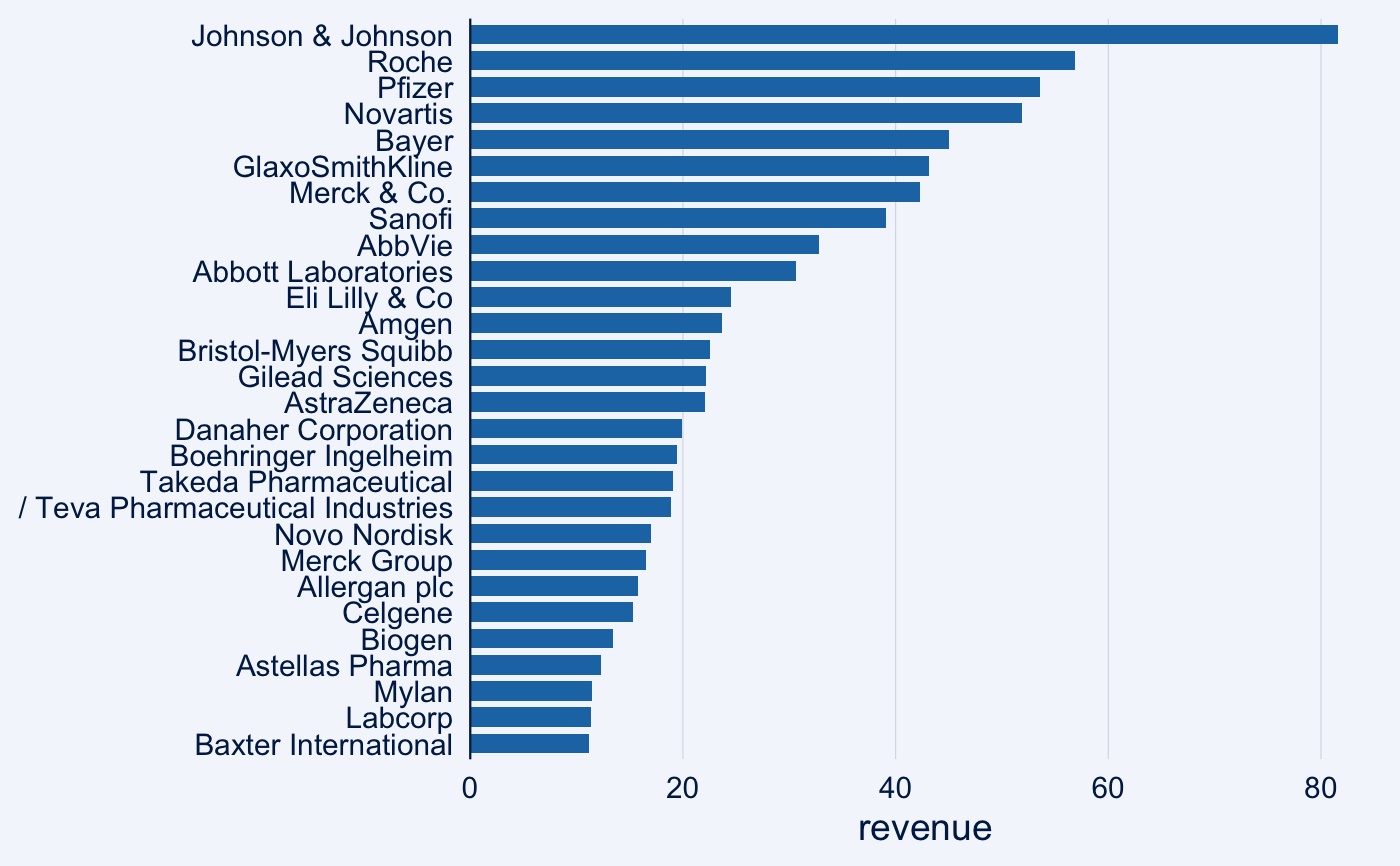 Johnson & Johnson
Roche
Pfizer
Novartis
Bayer
GlaxoSmithKline
Merck & Co.
Sanofi
AbbVie
Abbott Laboratories
Eli Lilly & Co
Amgen
Bristol-Myers Squibb
Gilead Sciences
AstraZeneca
Danaher Corporation
Boehringer Ingelheim
Takeda Pharmaceutical
/ Teva Pharmaceutical Industries
Novo Nordisk
Merck Group
Allergan plc
Celgene
Biogen
Astellas Pharma
Mylan
Labcorp
Baxter International
0 20 40 60 80
revenue